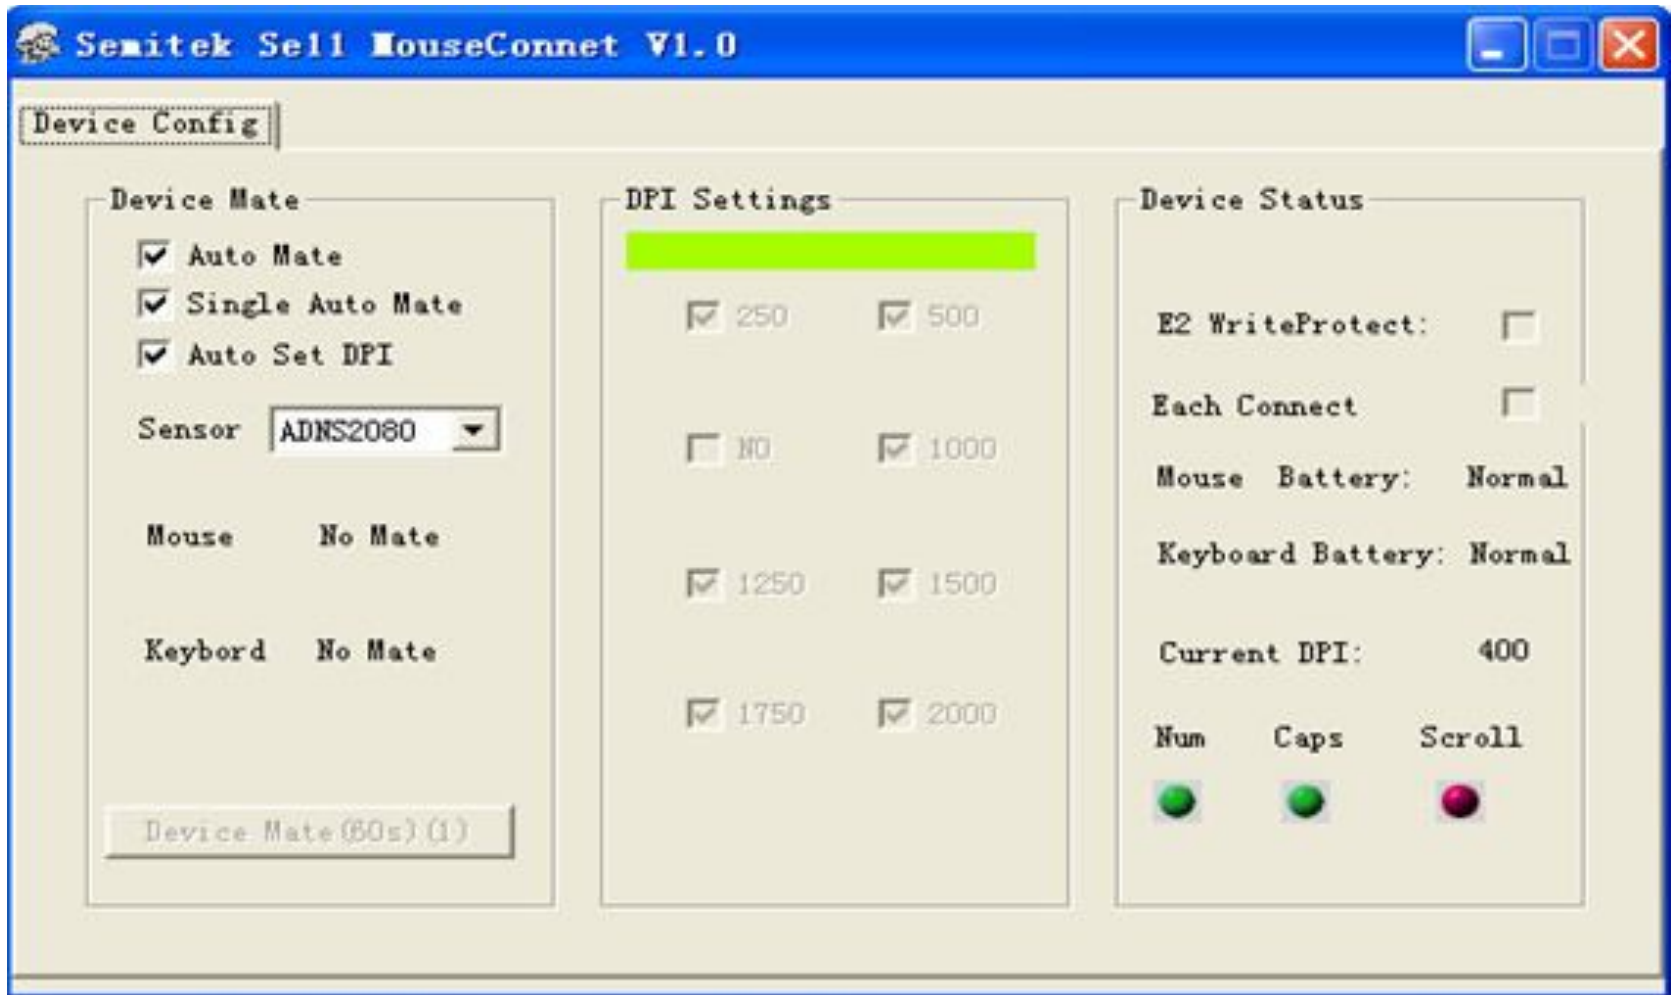 Semitek Sell MouseConnet V1.0
Device Config
Device Mate
Auto Mate
Single Auto Mate
Auto Set DPI
Sensor ADNS2080
Mouse No Mate
Keybord No Mate
Device Mate(60s)(1)
DPI Settings
250 500
NO 1000
1250 1500
1750 2000
Device Status
E2 WriteProtect:
Each Connect
Mouse Battery: Normal
Keyboard Battery: Normal
Current DPI: 400
Num Caps Scroll